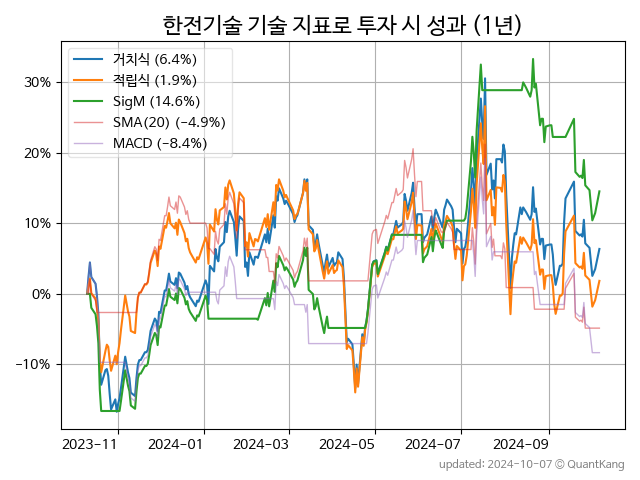 한전기술 기술 지표로 투자 시 성과 (1년)
거치식 (6.4%)
적립식 (1.9%)
SigM (14.6%)
SMA(20) (−4.9%)
MACD (−8.4%)
30%
20%
10%
0%
−10%
2023−11
2024−01
2024−03
2024−05
2024−07
2024−09
updated: 2024-10-07 © QuantKang